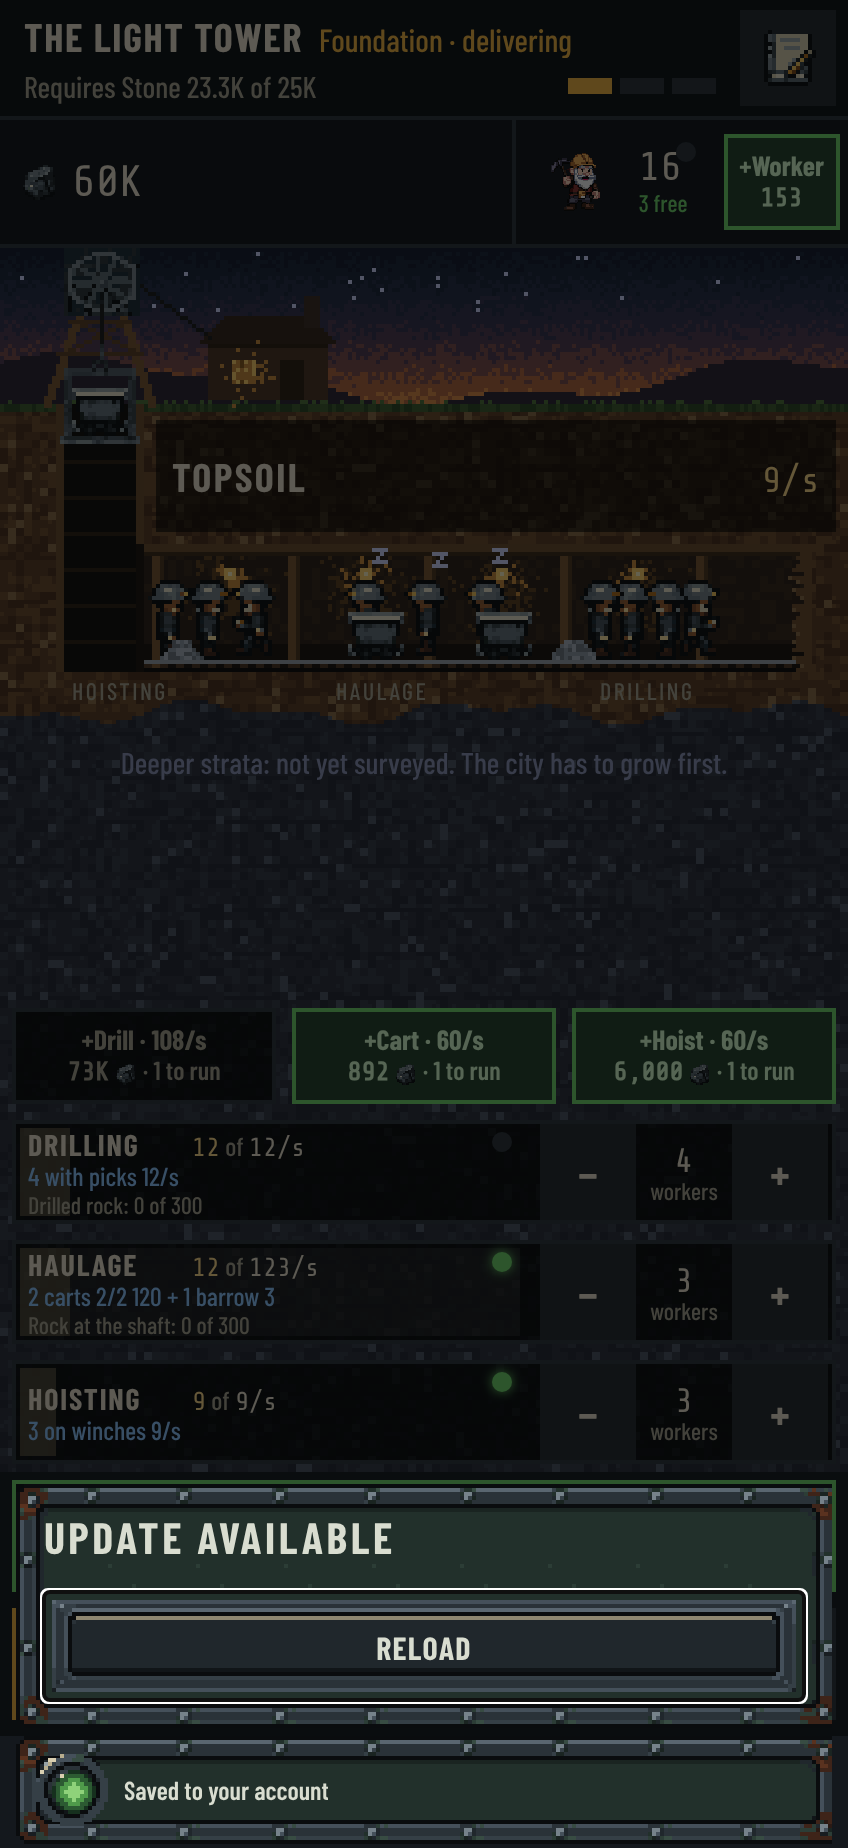 THE LIGHT TOWER Foundation · delivering
Requires Stone 23.3K of 25K
60K
16
3 free
+Worker
153
TOPSOIL
9/s
z z z
HOISTING HAULAGE DRILLING
Deeper strata: not yet surveyed. The city has to grow first.
+Drill · 108/s
73K · 1 to run
+Cart · 60/s
892 · 1 to run
+Hoist · 60/s
6,000 · 1 to run
DRILLING 12 of 12/s
4 with picks 12/s
Drilled rock: 0 of 300
−
4
workers
+
HAULAGE 12 of 123/s
2 carts 2/2 120 + 1 barrow 3
Rock at the shaft: 0 of 300
−
3
workers
+
HOISTING 9 of 9/s
3 on winches 9/s
−
3
workers
+
UPDATE AVAILABLE
RELOAD
Saved to your account